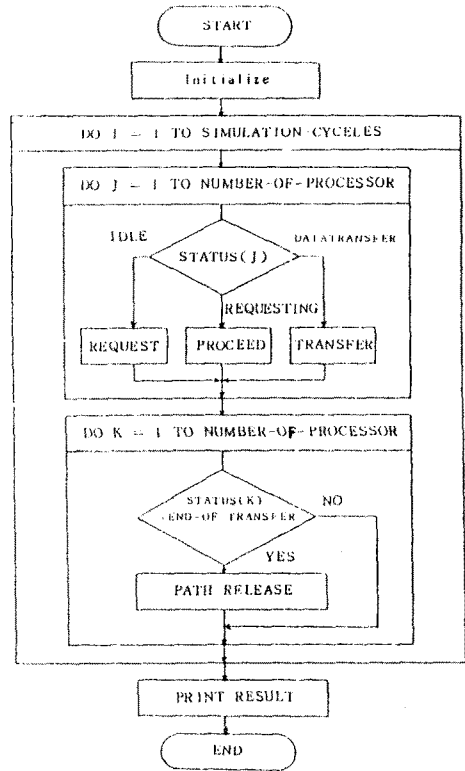 START
Initialize
DO I = 1 TO SIMULATION-CYCELES
DO J = 1 TO NUMBER-OF-PROCESSOR
IDLE
DATATRANSFER
STATUS(J)
REQUESTING
REQUEST
PROCEED
TRANSFER
DO K = 1 TO NUMBER-OF-PROCESSOR
STATUS(K)
=END-OF TRANSFER
NO
YES
PATH RELEASE
PRINT RESULT
END